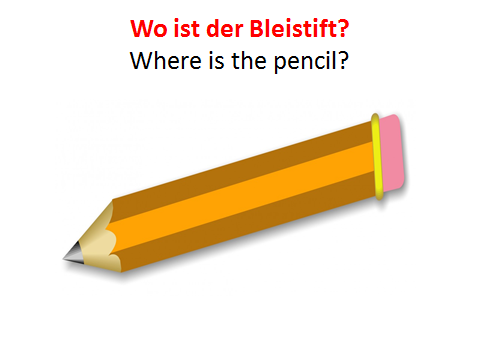 Wo ist der Bleistift?
Where is the pencil?